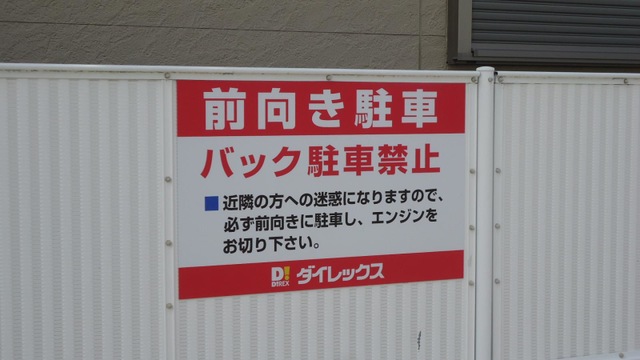 前向き駐車
バック駐車禁止
■近隣の方への迷惑になりますので、
必ず前向きに駐車し、エンジンを
お切り下さい。
D! DIREX ダイレックス